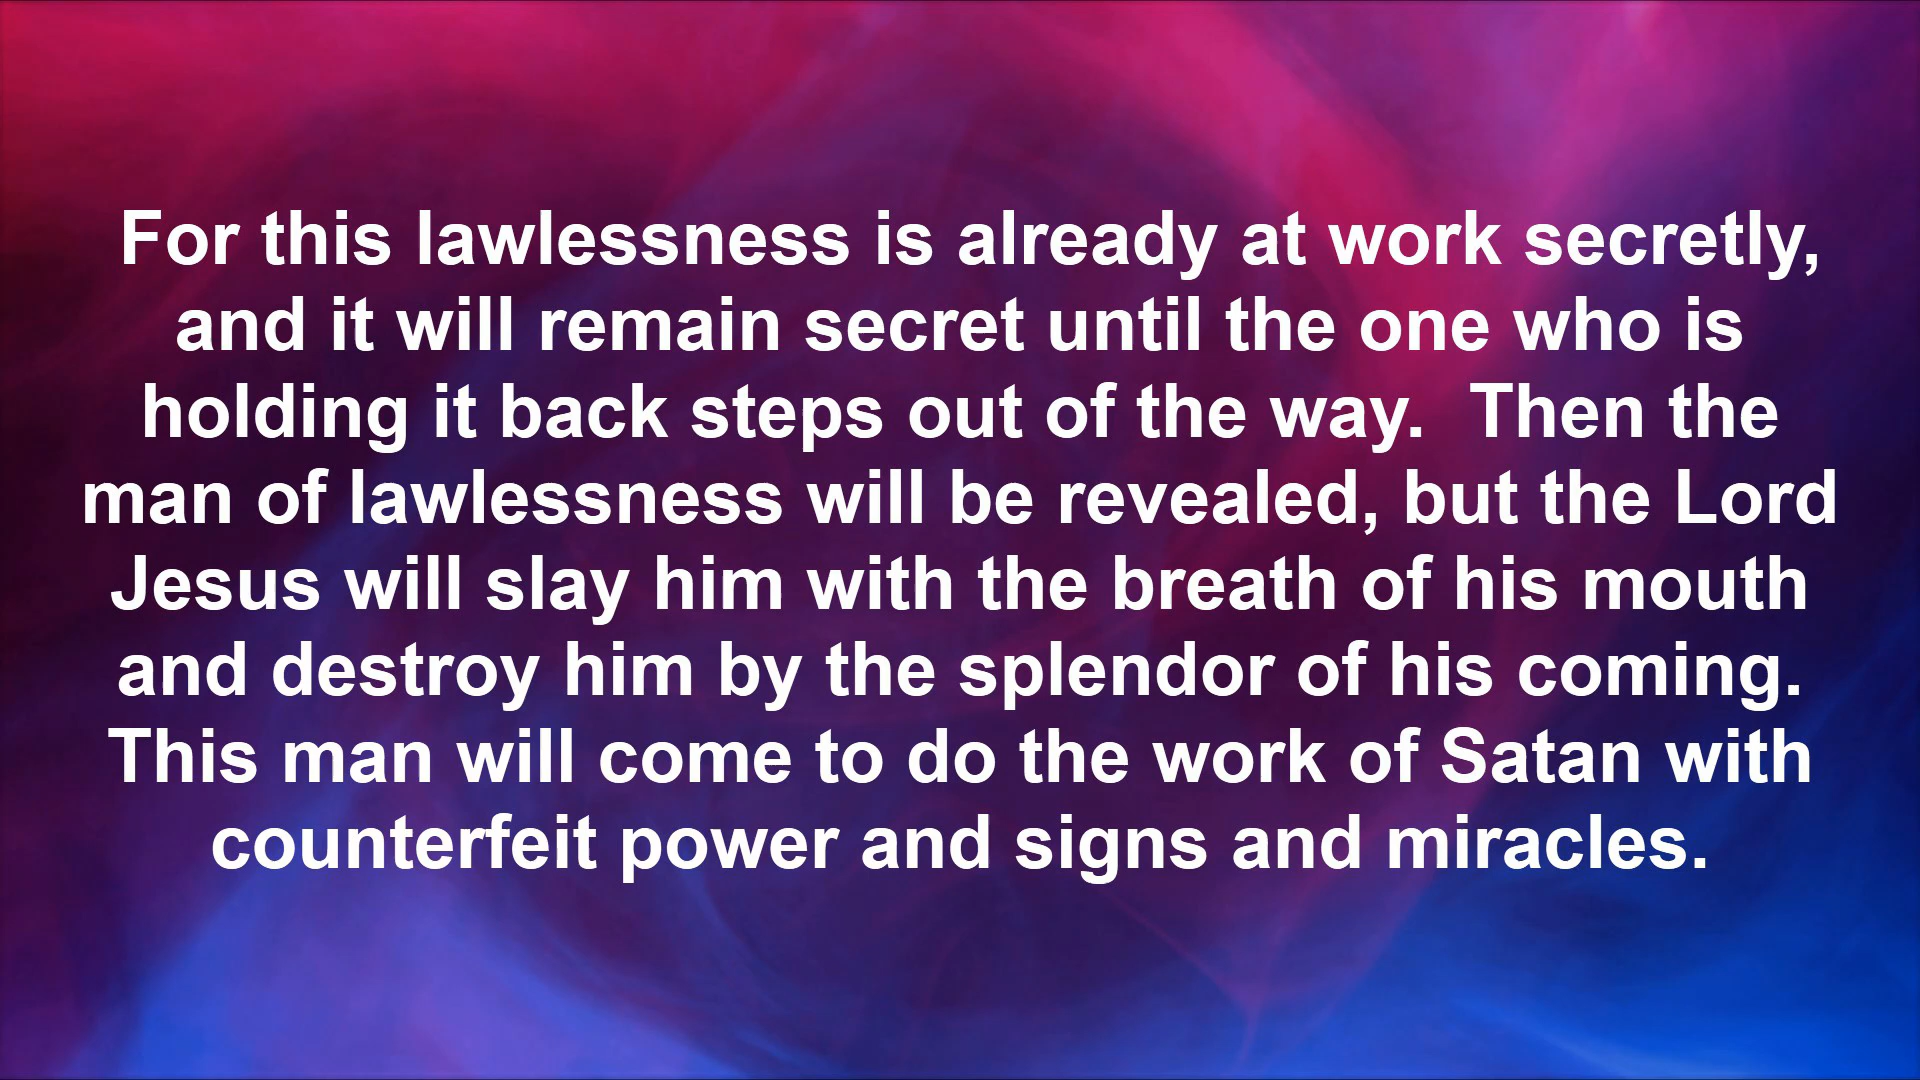 For this lawlessness is already at work secretly,
and it will remain secret until the one who is
holding it back steps out of the way.  Then the
man of lawlessness will be revealed, but the Lord
Jesus will slay him with the breath of his mouth
and destroy him by the splendor of his coming.
This man will come to do the work of Satan with
counterfeit power and signs and miracles.